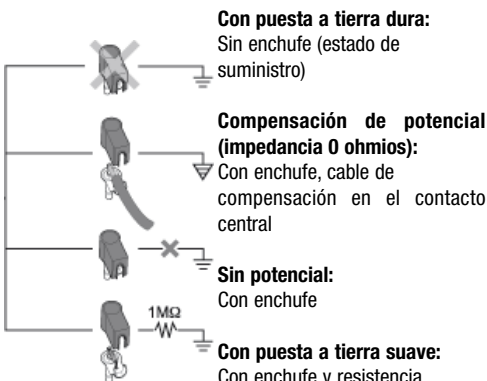 Con puesta a tierra dura:
Sin enchufe (estado de
suministro)
Compensación de potencial
(impedancia 0 ohmios):
Con enchufe, cable de
compensación en el contacto
central
Sin potencial:
Con enchufe
1MΩ
Con puesta a tierra suave:
Con enchufe y resistencia